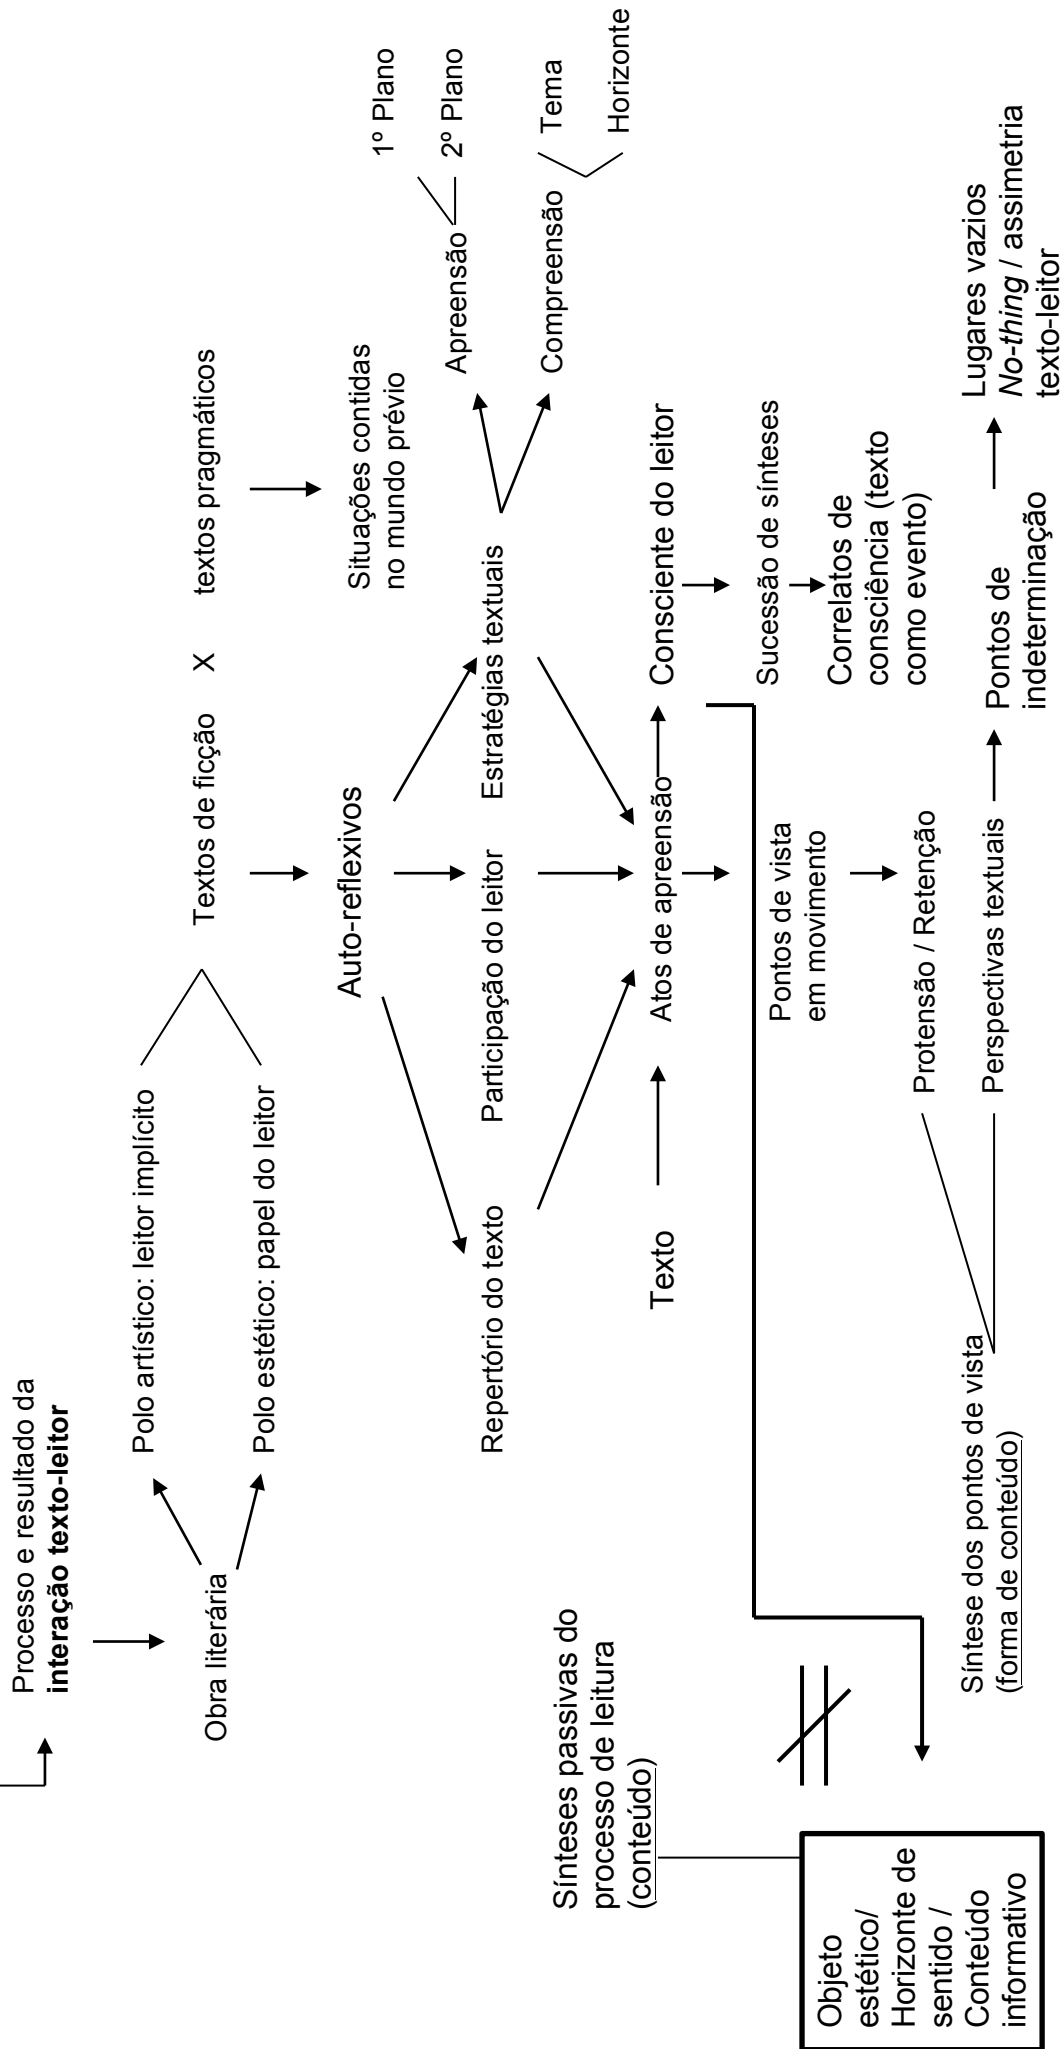 Processo e resultado da
interação texto-leitor
Obra literária
Polo artístico: leitor implícito
Polo estético: papel do leitor
Textos de ficção X textos pragmáticos
Situações contidas
no mundo prévio
Auto-reflexivos
Repertório do texto
Participação do leitor
Estratégias textuais
Apreensão
1º Plano
2º Plano
Compreensão
Tema
Horizonte
Texto
Atos de apreensão
Consciente do leitor
Sucessão de sínteses
Correlatos de
consciência (texto
como evento)
Pontos de vista
em movimento
Protensão / Retenção
Perspectivas textuais
Síntese dos pontos de vista
(forma de conteúdo)
Pontos de
indeterminação
Lugares vazios
No-thing / assimetria
texto-leitor
Sínteses passivas do
processo de leitura
(conteúdo)
Objeto
estético/
Horizonte de
sentido /
Conteúdo
informativo